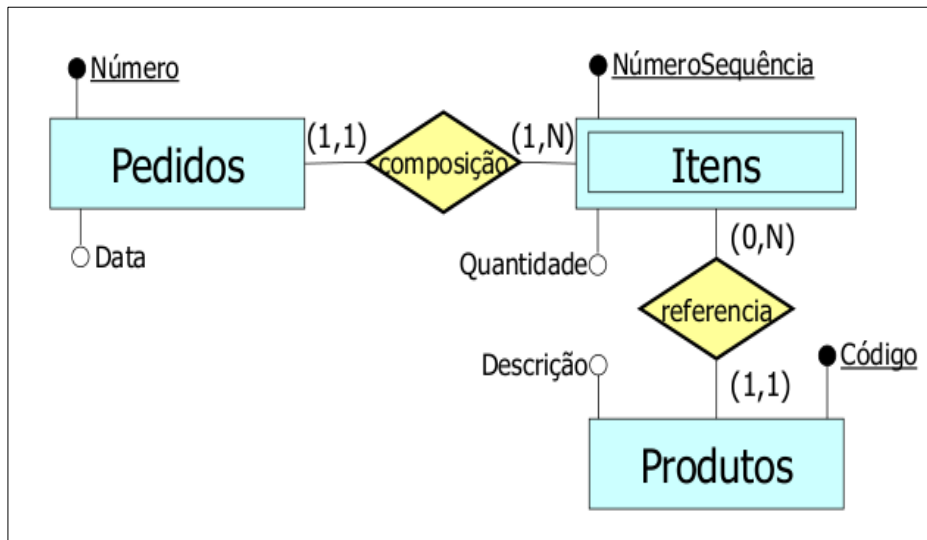 Número
NúmeroSequência
Pedidos
(1,1)
composição
(1,N)
Itens
Data
Quantidade
(0,N)
referencia
Descrição
(1,1)
Código
Produtos